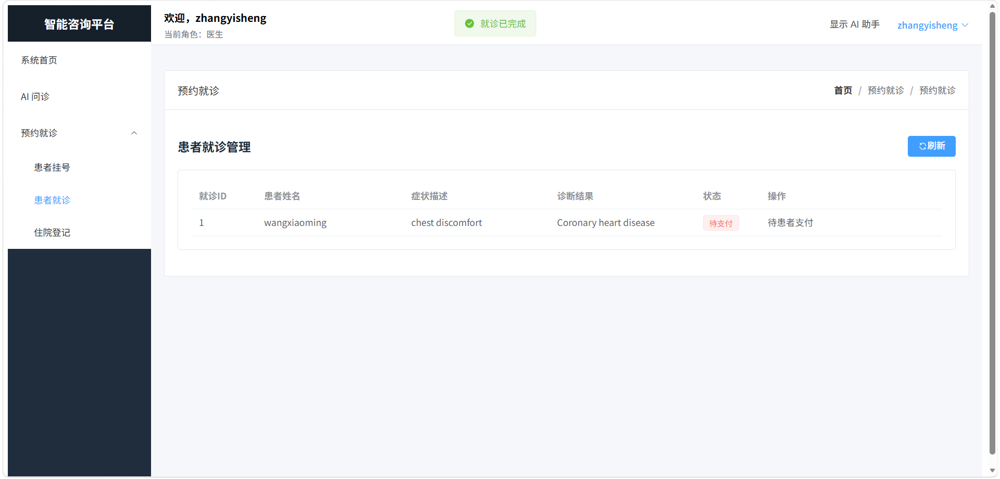 智能咨询平台
欢迎，zhangyisheng
当前角色：医生
就诊已完成
显示 AI 助手
zhangyisheng
系统首页
AI 问诊
预约就诊
患者挂号
患者就诊
住院登记
预约就诊
首页 / 预约就诊 / 预约就诊
患者就诊管理
刷新
就诊ID 患者姓名 症状描述 诊断结果 状态 操作
1 wangxiaoming chest discomfort Coronary heart disease 待支付 待患者支付